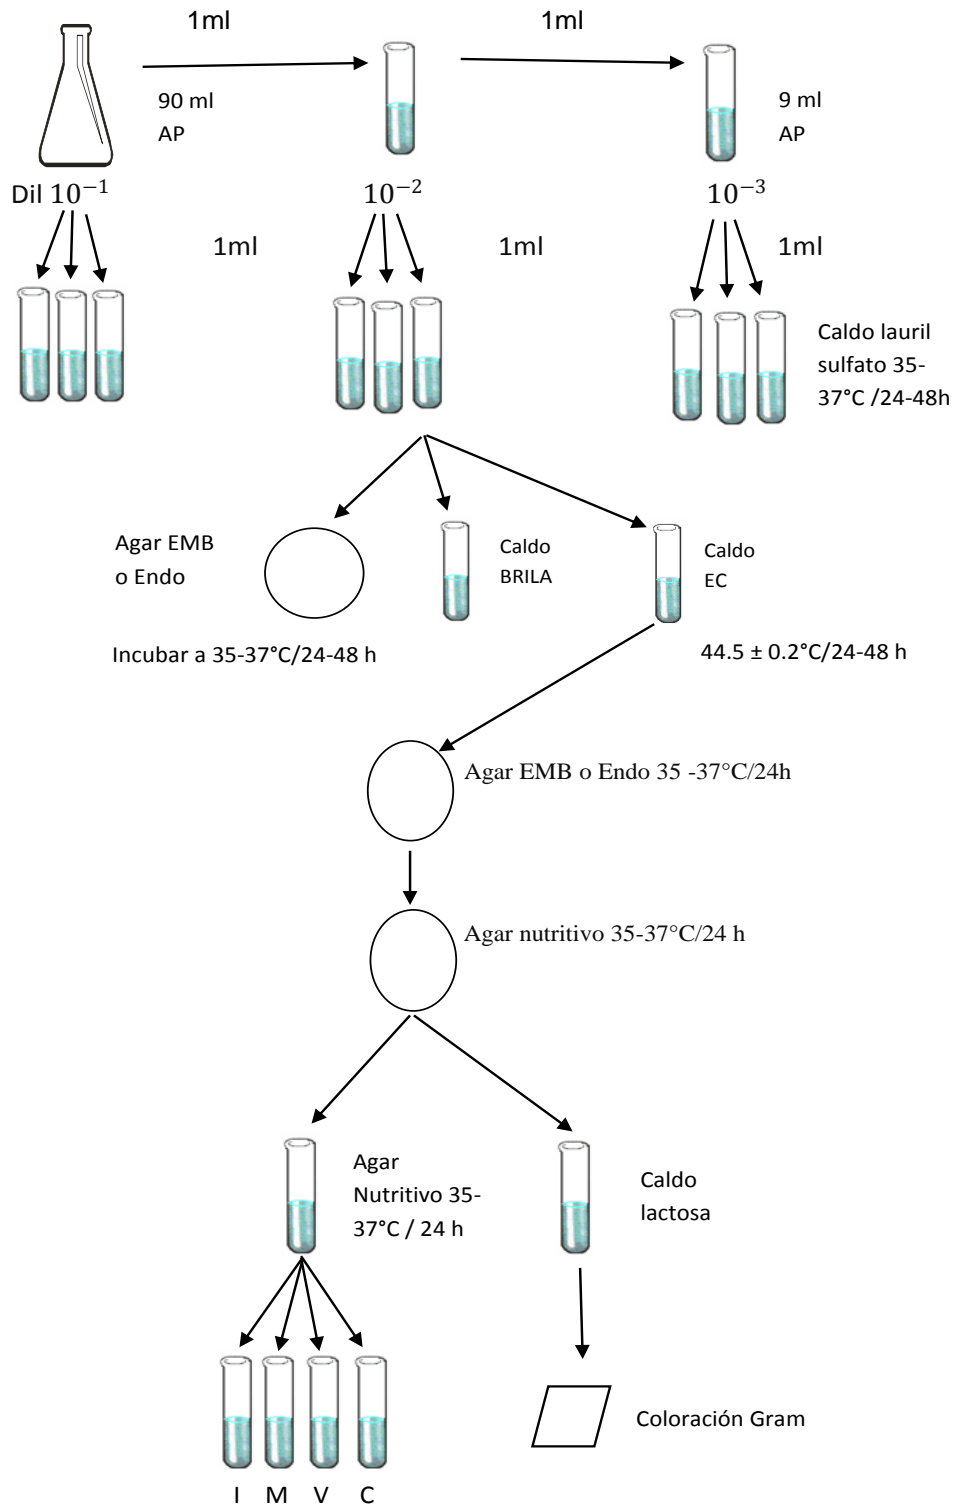 1ml
1ml
90 ml
AP
9 ml
AP
Dil 10⁻¹
10⁻²
10⁻³
1ml
1ml
1ml
Caldo lauril
sulfato 35-
37°C /24-48h
Agar EMB
o Endo
Caldo
BRILA
Caldo
EC
Incubar a 35-37°C/24-48 h
44.5 ± 0.2°C/24-48 h
Agar EMB o Endo 35 -37°C/24h
Agar nutritivo 35-37°C/24 h
Agar
Nutritivo 35-
37°C / 24 h
Caldo
lactosa
Coloración Gram
I M V C